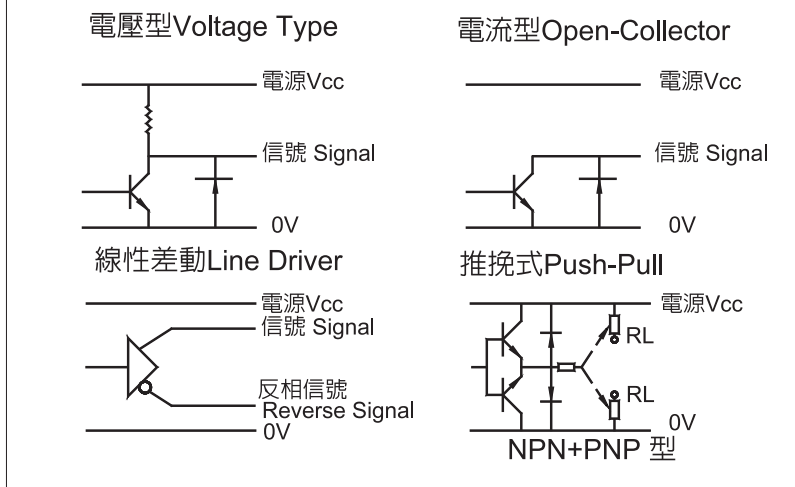 電壓型Voltage Type
電源Vcc
信號 Signal
0V
電流型Open-Collector
電源Vcc
信號 Signal
0V
線性差動Line Driver
電源Vcc
信號 Signal
反相信號
Reverse Signal
0V
推挽式Push-Pull
電源Vcc
RL
RL
0V
NPN+PNP 型